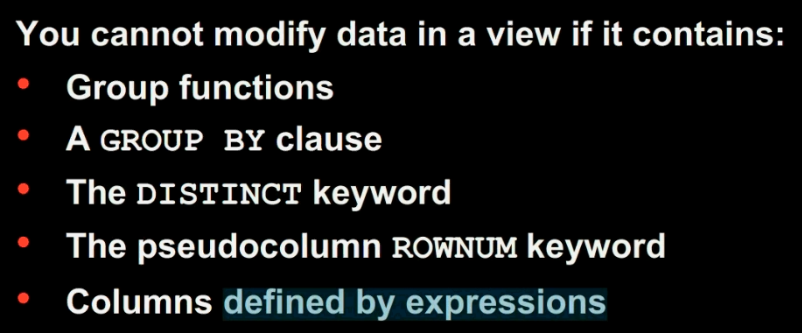 You cannot modify data in a view if it contains:
• Group functions
• A GROUP BY clause
• The DISTINCT keyword
• The pseudocolumn ROWNUM keyword
• Columns defined by expressions